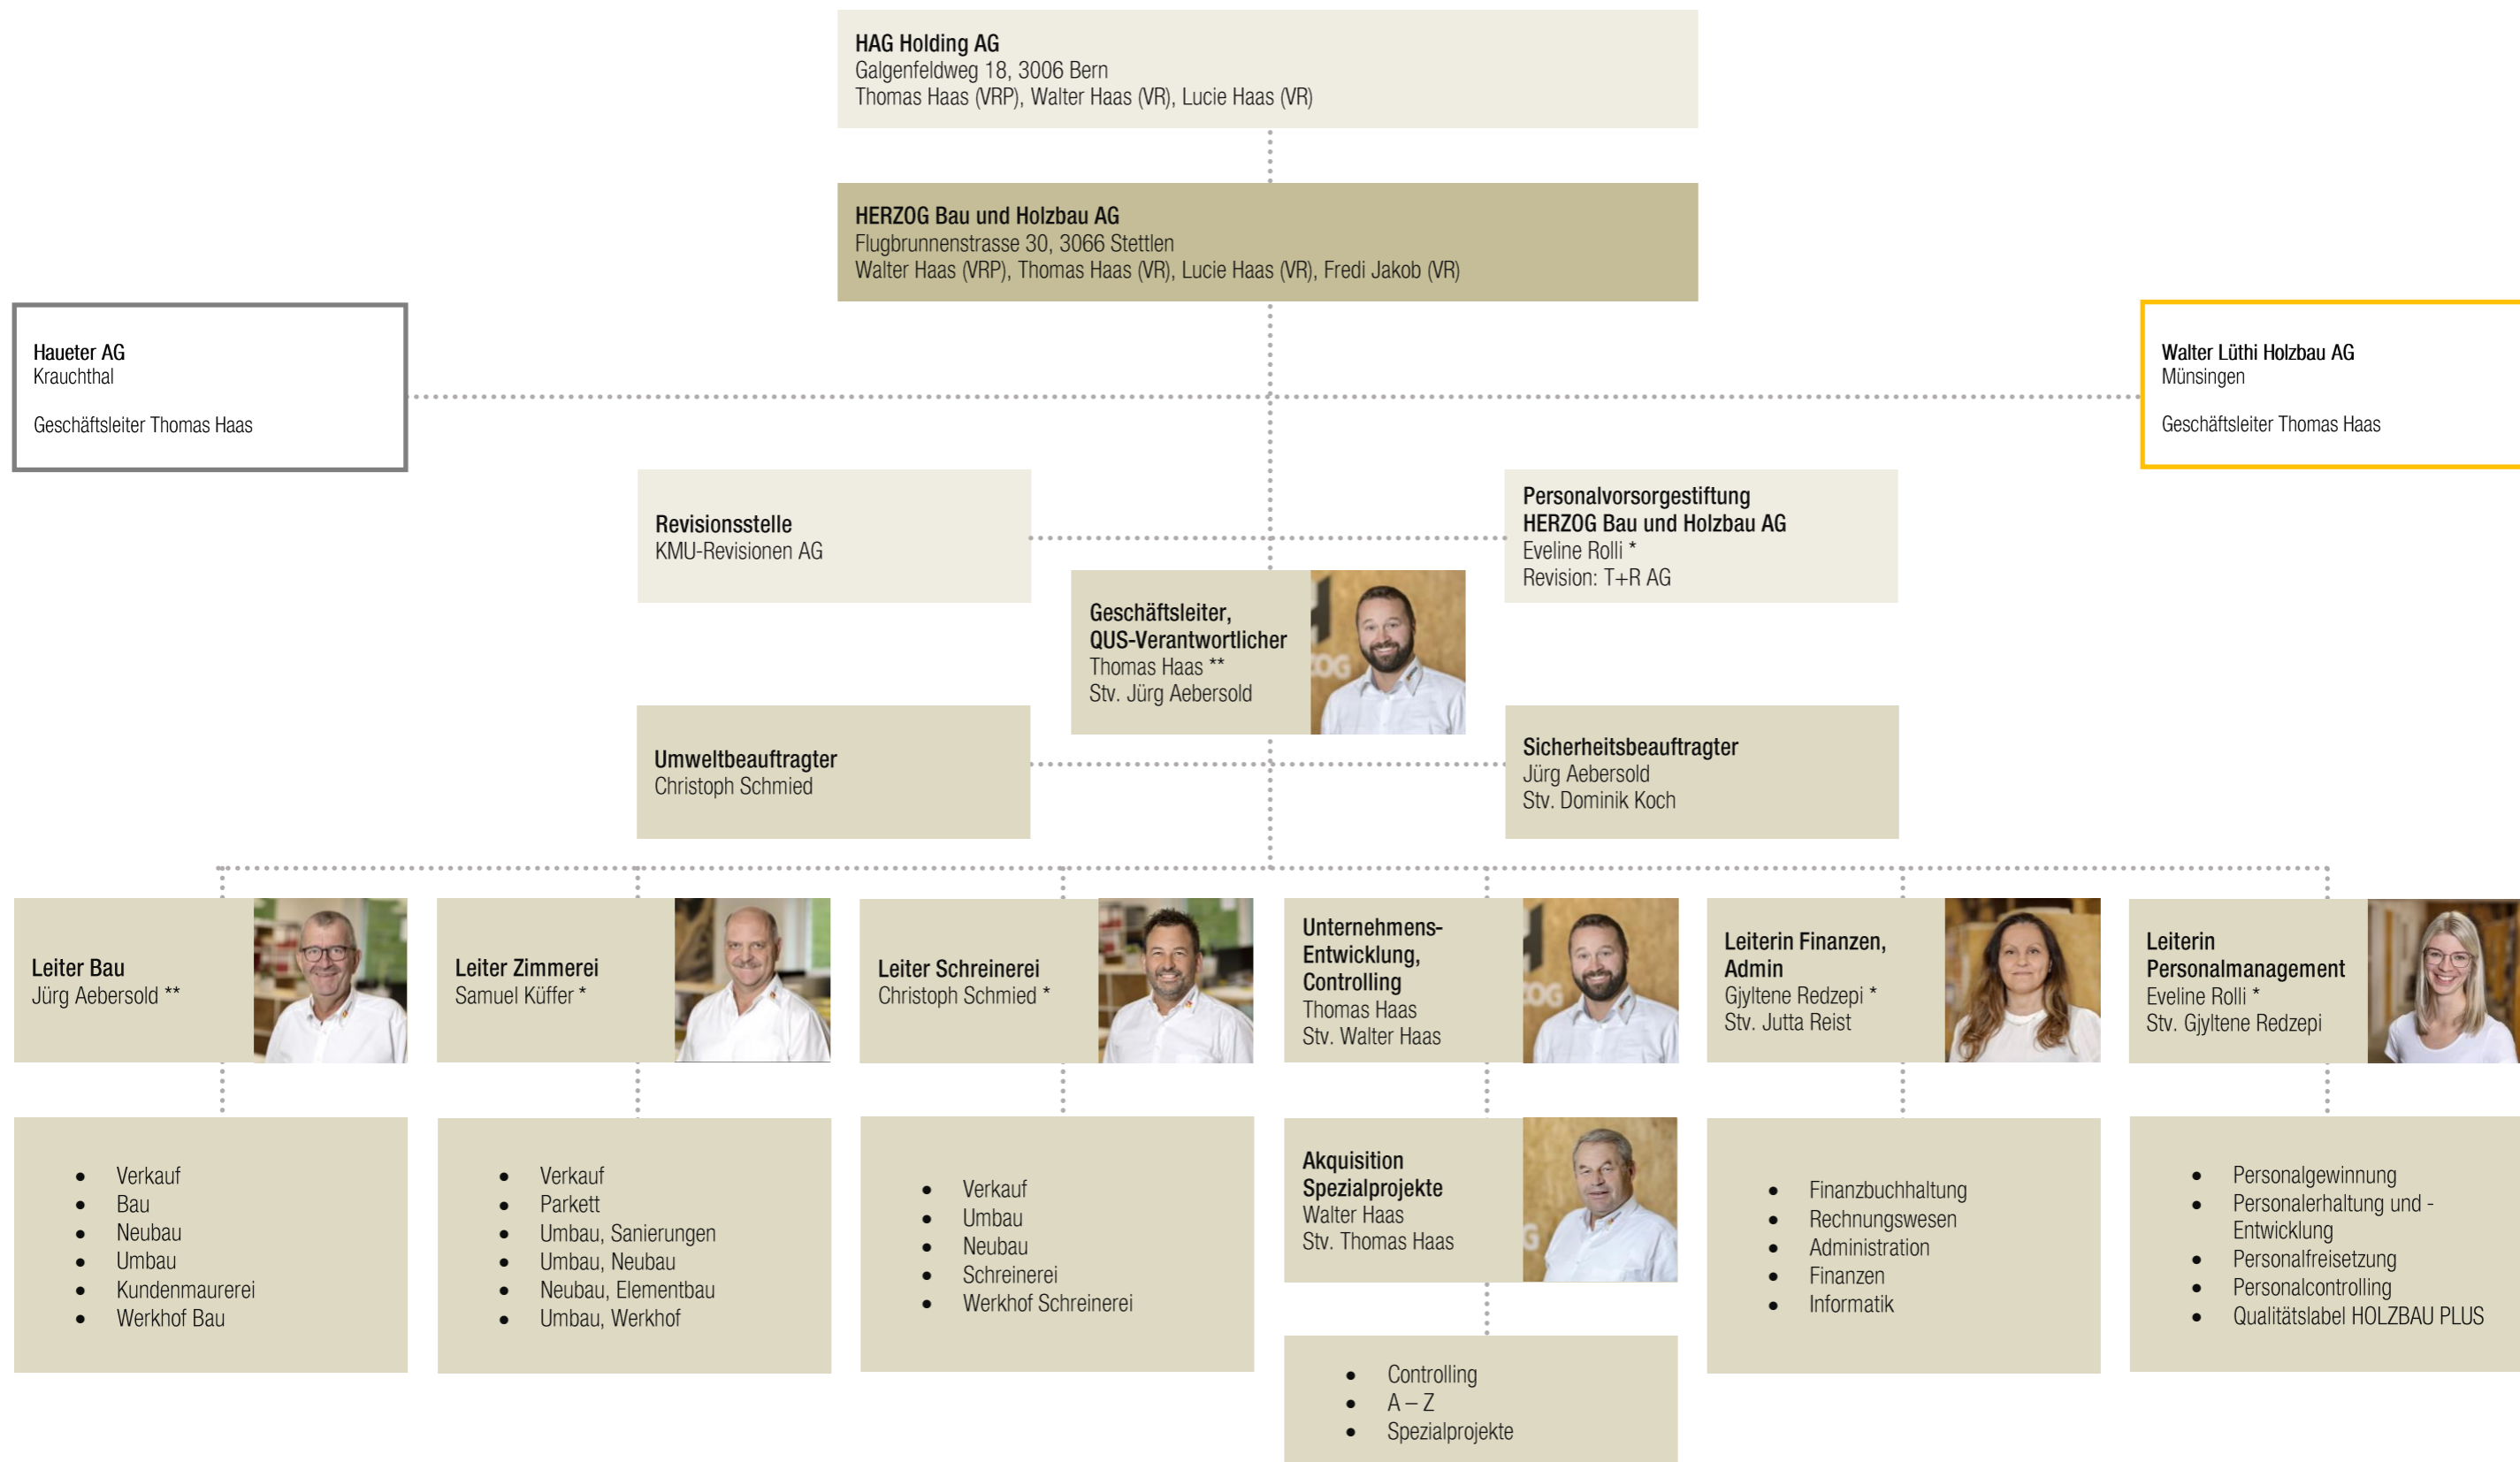 HAG Holding AG
Galgenfeldweg 18, 3006 Bern
Thomas Haas (VRP), Walter Haas (VR), Lucie Haas (VR)
HERZOG Bau und Holzbau AG
Flugbrunnenstrasse 30, 3066 Stettlen
Walter Haas (VRP), Thomas Haas (VR), Lucie Haas (VR), Fredi Jakob (VR)
Haueter AG
Krauchthal
Geschäftsleiter Thomas Haas
Walter Lüthi Holzbau AG
Münsingen
Geschäftsleiter Thomas Haas
Revisionsstelle
KMU-Revisionen AG
Personalvorsorgestiftung
HERZOG Bau und Holzbau AG
Eveline Rolli *
Revision: T+R AG
Geschäftsleiter,
QUS-Verantwortlicher
Thomas Haas **
Stv. Jürg Aebersold
Umweltbeauftragter
Christoph Schmied
Sicherheitsbeauftragter
Jürg Aebersold
Stv. Dominik Koch
Leiter Bau
Jürg Aebersold **
Leiter Zimmerei
Samuel Küffer *
Leiter Schreinerei
Christoph Schmied *
Unternehmens-
Entwicklung,
Controlling
Thomas Haas
Stv. Walter Haas
Leiterin Finanzen,
Admin
Gjyltene Redzepi *
Stv. Jutta Reist
Leiterin
Personalmanagement
Eveline Rolli *
Stv. Gjyltene Redzepi
• Verkauf
• Bau
• Neubau
• Umbau
• Kundenmaurerei
• Werkhof Bau
• Verkauf
• Parkett
• Umbau, Sanierungen
• Umbau, Neubau
• Neubau, Elementbau
• Umbau, Werkhof
• Verkauf
• Umbau
• Neubau
• Schreinerei
• Werkhof Schreinerei
Akquisition
Spezialprojekte
Walter Haas
Stv. Thomas Haas
• Controlling
• A – Z
• Spezialprojekte
• Finanzbuchhaltung
• Rechnungswesen
• Administration
• Finanzen
• Informatik
• Personalgewinnung
• Personalerhaltung und -
Entwicklung
• Personalfreisetzung
• Personalcontrolling
• Qualitätslabel HOLZBAU PLUS